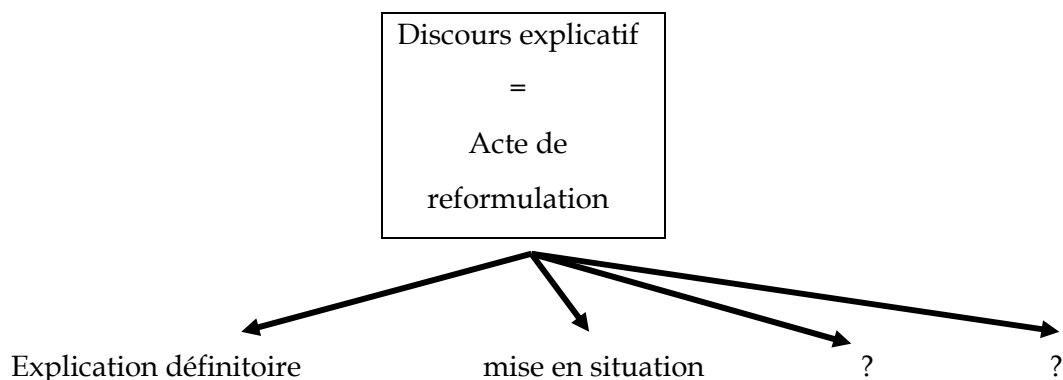 Discours explicatif
=
Acte de
reformulation
Explication définitoire mise en situation ? ?